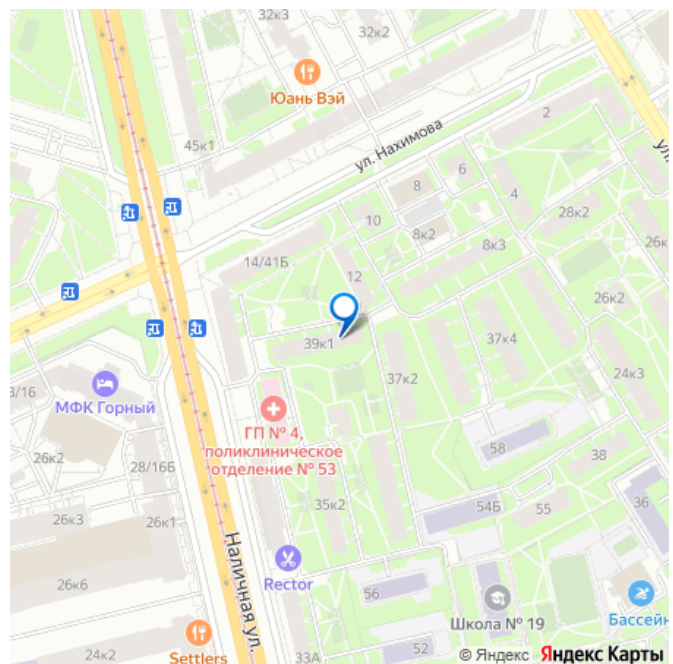 32к3
32к2
Юань Вэй
45к1
ул. Нахимова
2
ул.
8
6
4
10
28к2
8к2
8к3
26к
14/41Б
12
26к2
39к1
37к4
37к2
24к3
3/16
МФК Горный
ГП № 4,
поликлиническое
отделение № 53
58
38
26к2
28/16Б
35к2
54Б
55
36
26к3
26к1
Наличная ул.
Rector
26к6
56
Школа № 19
Бассейн
24к2
Settlers
33А
52
© Яндекс Яндекс Карты